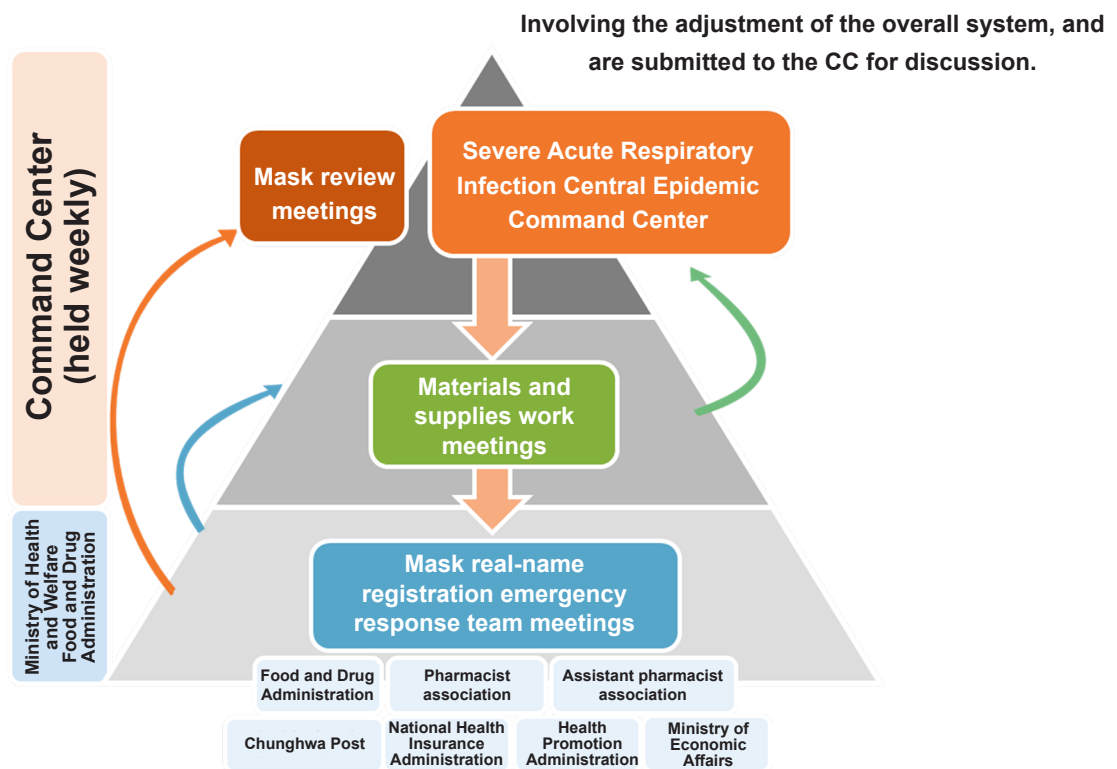 Involving the adjustment of the overall system, and
are submitted to the CC for discussion.
Command Center
(held weekly)
Mask review
meetings
Severe Acute Respiratory
Infection Central Epidemic
Command Center
Materials and
supplies work
meetings
Ministry of Health
and Welfare
Food and Drug
Administration
Mask real-name
registration emergency
response team meetings
Food and Drug
Administration
Pharmacist
association
Assistant pharmacist
association
Chunghwa Post
National Health
Insurance
Administration
Health
Promotion
Administration
Ministry of
Economic
Affairs